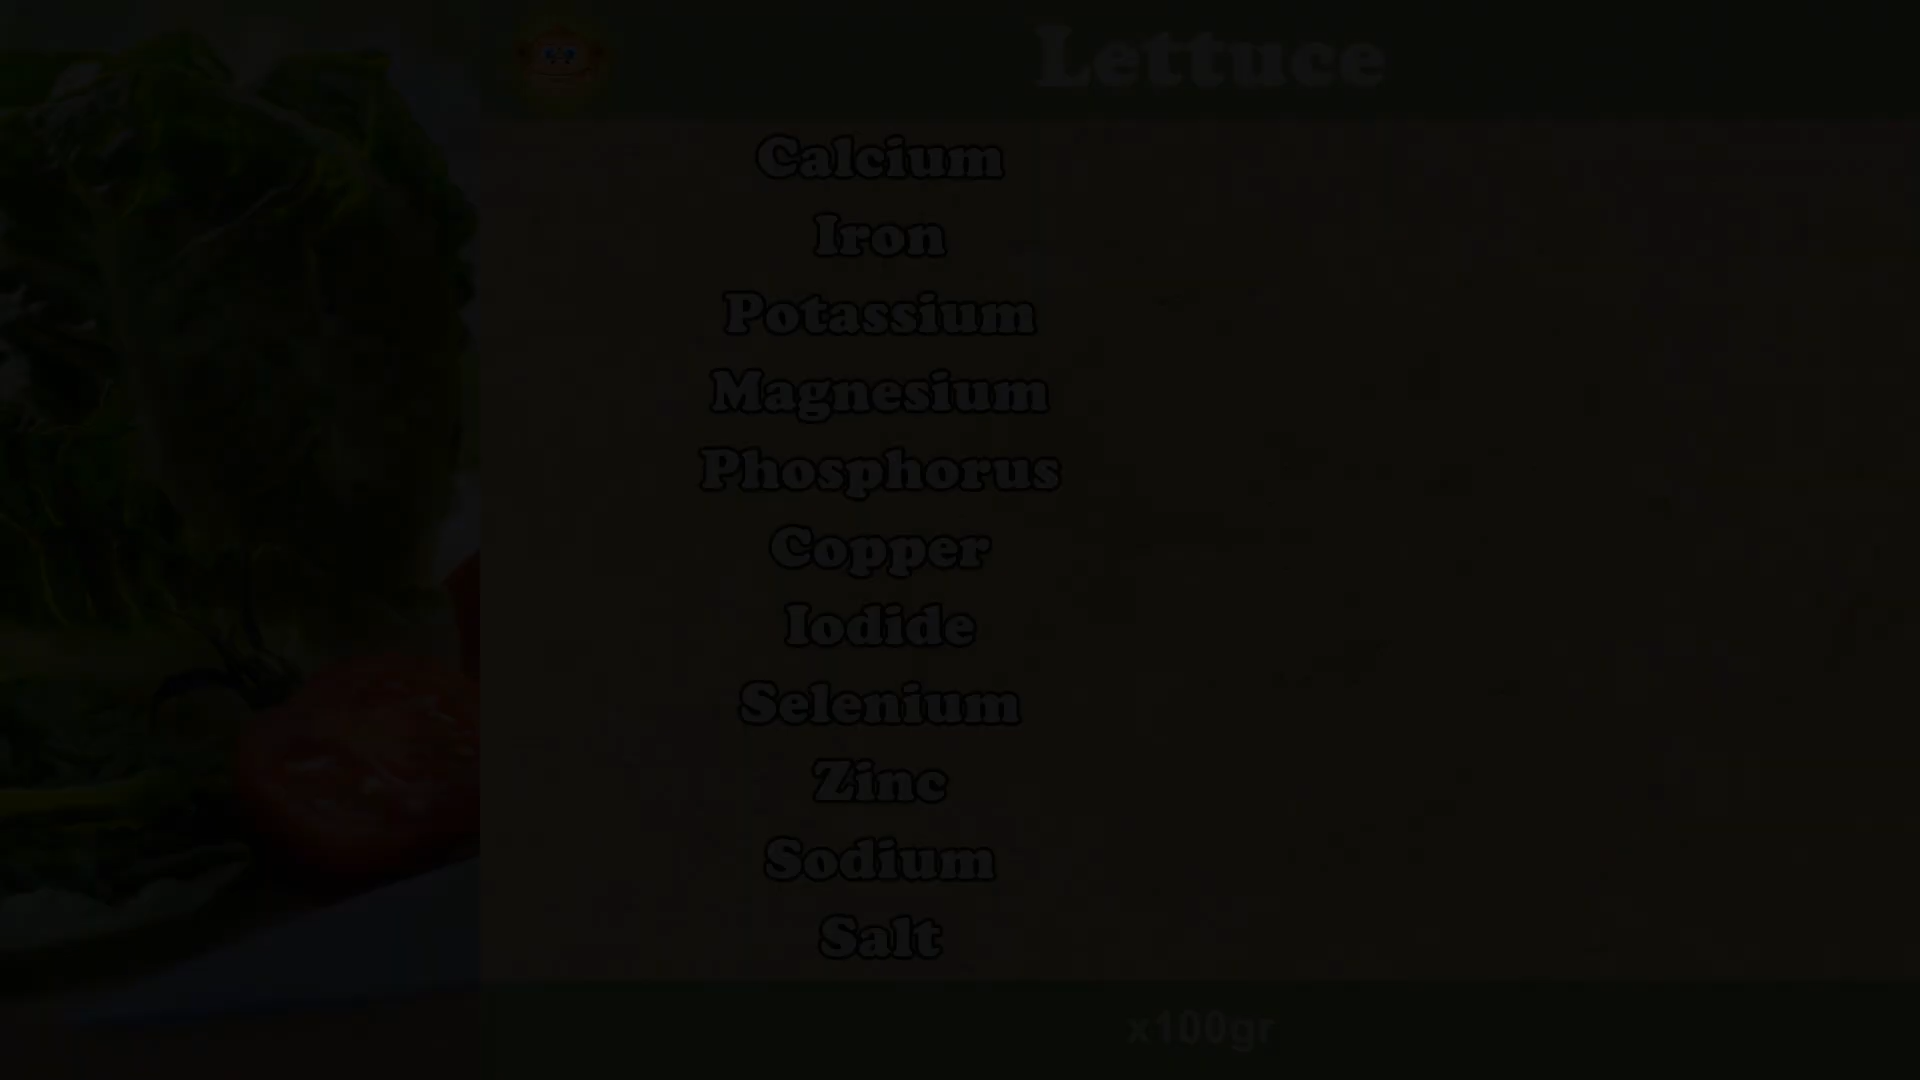 Lettuce
Calcium
Iron
Potassium
Magnesium
Phosphorus
Copper
Iodide
Selenium
Zinc
Sodium
Salt
x100gr